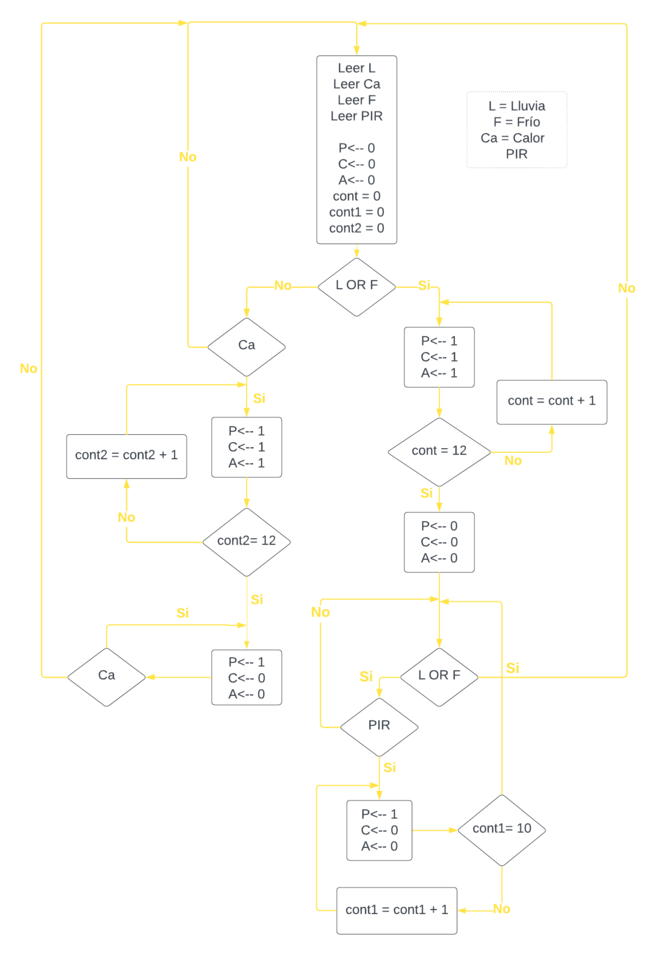 Leer L
Leer Ca
Leer F
Leer PIR
P<-- 0
C<-- 0
A<-- 0
cont = 0
cont1 = 0
cont2 = 0
L = Lluvia
F = Frío
Ca = Calor
PIR
No
L OR F
No
Si
No
Ca
P<-- 1
C<-- 1
A<-- 1
No
Si
cont = cont + 1
P<-- 1
C<-- 1
A<-- 1
cont2 = cont2 + 1
cont = 12
No
Si
No
cont2= 12
P<-- 0
C<-- 0
A<-- 0
Si
Si
No
P<-- 1
C<-- 0
A<-- 0
Ca
L OR F
Si
Si
PIR
Si
P<-- 1
C<-- 0
A<-- 0
cont1= 10
cont1 = cont1 + 1
No